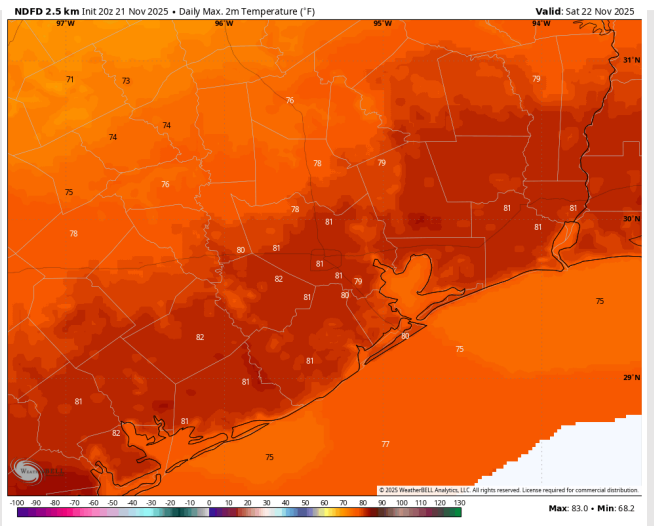 NDFD 2.5 km Init 20z 21 Nov 2025 • Daily Max. 2m Temperature (°F) Valid: Sat 22 Nov 2025
97°W 96°W 95°W 94°W
31°N
71 73 79
76
74 74
78 79
75 76
78 81 81
30°N
78 81 81
80 81
81
82 81 79
81 80 75
82 80
75
81
29°N
81
81
81
82
77
75
WEATHERBELL
© 2025 WeatherBELL Analytics, LLC. All rights reserved. License required for commercial distribution.
-100 -90 -80 -70 -60 -50 -40 -30 -20 -10 0 10 20 30 40 50 60 70 80 90 100 110 120 130
Max: 83.0 • Min: 68.2